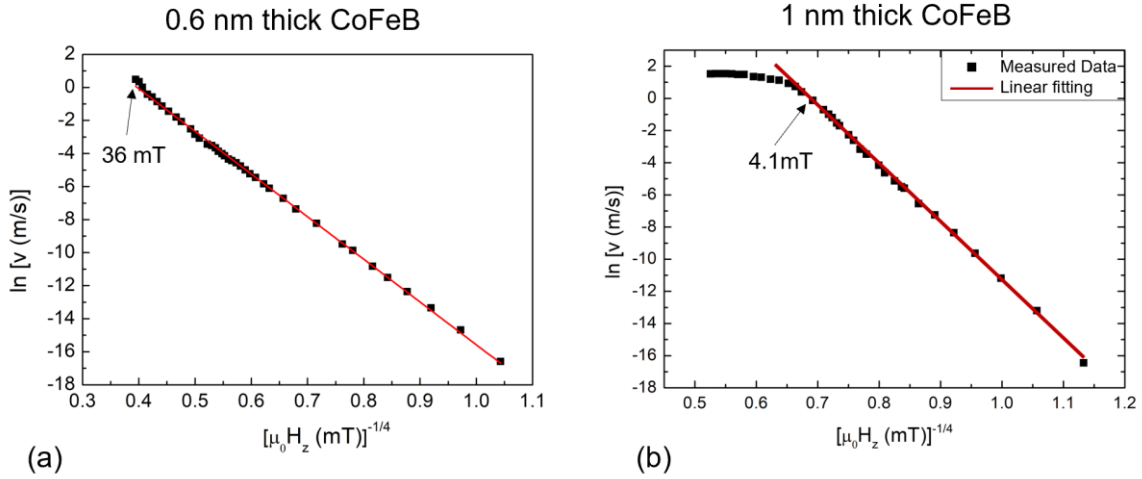 0.6 nm thick CoFeB
2
0
-2
-4
-6
-8
-10
-12
-14
-16
-18
ln [v (m/s)]
36 mT
0.3 0.4 0.5 0.6 0.7 0.8 0.9 1.0 1.1
[μ₀H_z (mT)]^-1/4
(a)
1 nm thick CoFeB
2
0
-2
-4
-6
-8
-10
-12
-14
-16
-18
ln [v (m/s)]
Measured Data
Linear fitting
4.1mT
0.5 0.6 0.7 0.8 0.9 1.0 1.1 1.2
[μ₀H_z (mT)]^-1/4
(b)